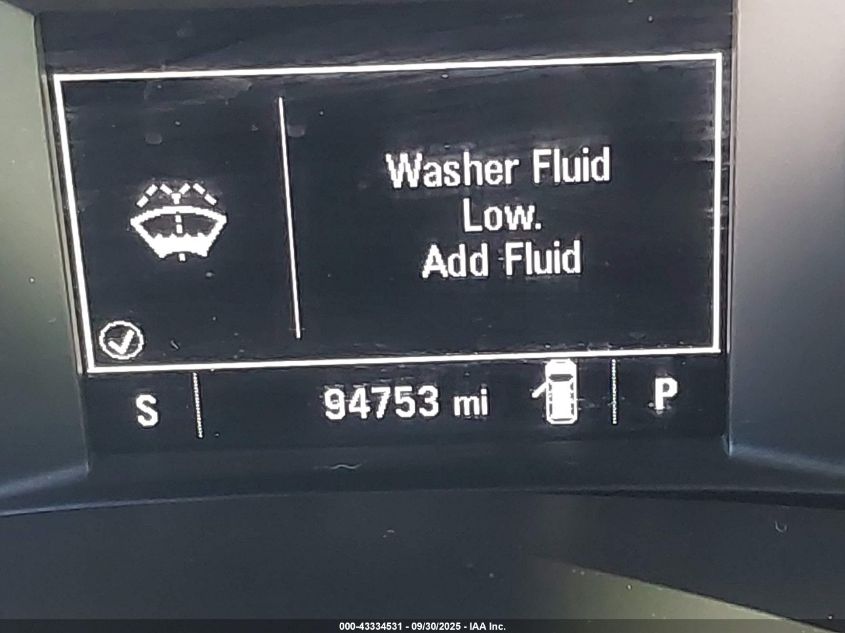 Washer Fluid
Low.
Add Fluid
S 94753 mi P
000-43334531 - 09/30/2025 - IAA Inc.